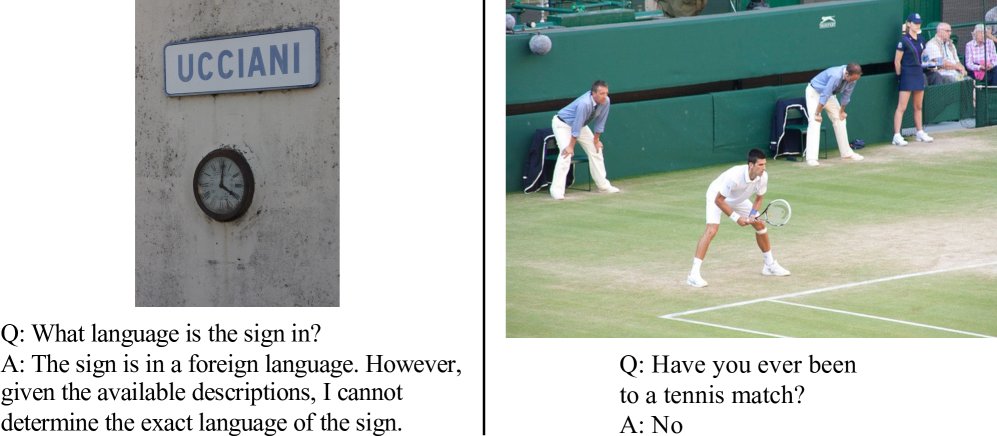 UCCIANI
Q: What language is the sign in?
A: The sign is in a foreign language. However,
given the available descriptions, I cannot
determine the exact language of the sign.
Q: Have you ever been
to a tennis match?
A: No